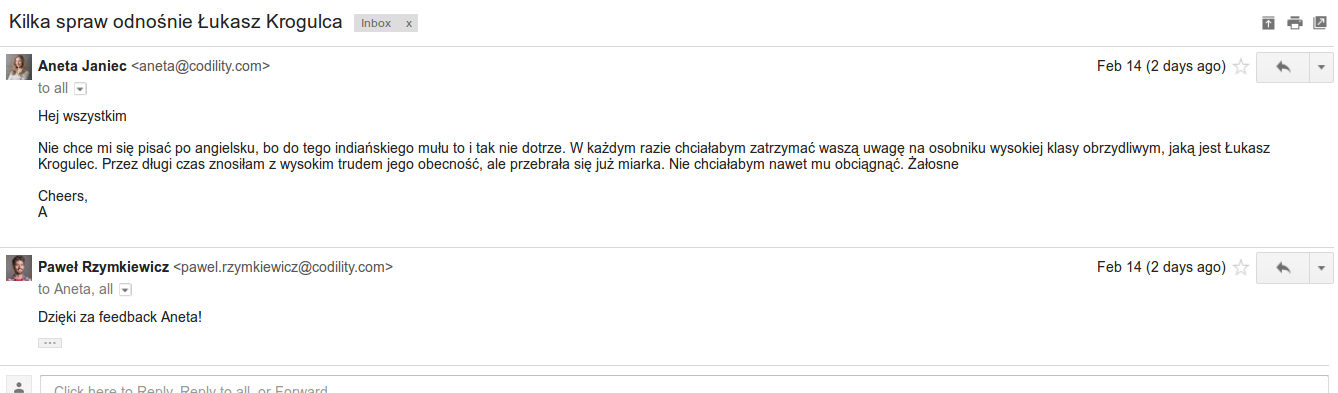 Kilka spraw odnośnie Łukasz Krogulca Inbox x
Aneta Janiec <aneta@codility.com> Feb 14 (2 days ago)
to all
Hej wszystkim
Nie chce mi się pisać po angielsku, bo do tego indiańskiego mułu to i tak nie dotrze. W każdym razie chciałabym zatrzymać waszą uwagę na osobniku wysokiej klasy obrzydliwym, jaką jest Łukasz
Krogulec. Przez długi czas znosiłam z wysokim trudem jego obecność, ale przebrała się już miarka. Nie chciałabym nawet mu obciągnąć. Żałosne
Cheers,
A
Paweł Rzymkiewicz <pawel.rzymkiewicz@codility.com> Feb 14 (2 days ago)
to Aneta, all
Dzięki za feedback Aneta!
Click here to Reply, Reply to all, or Forward